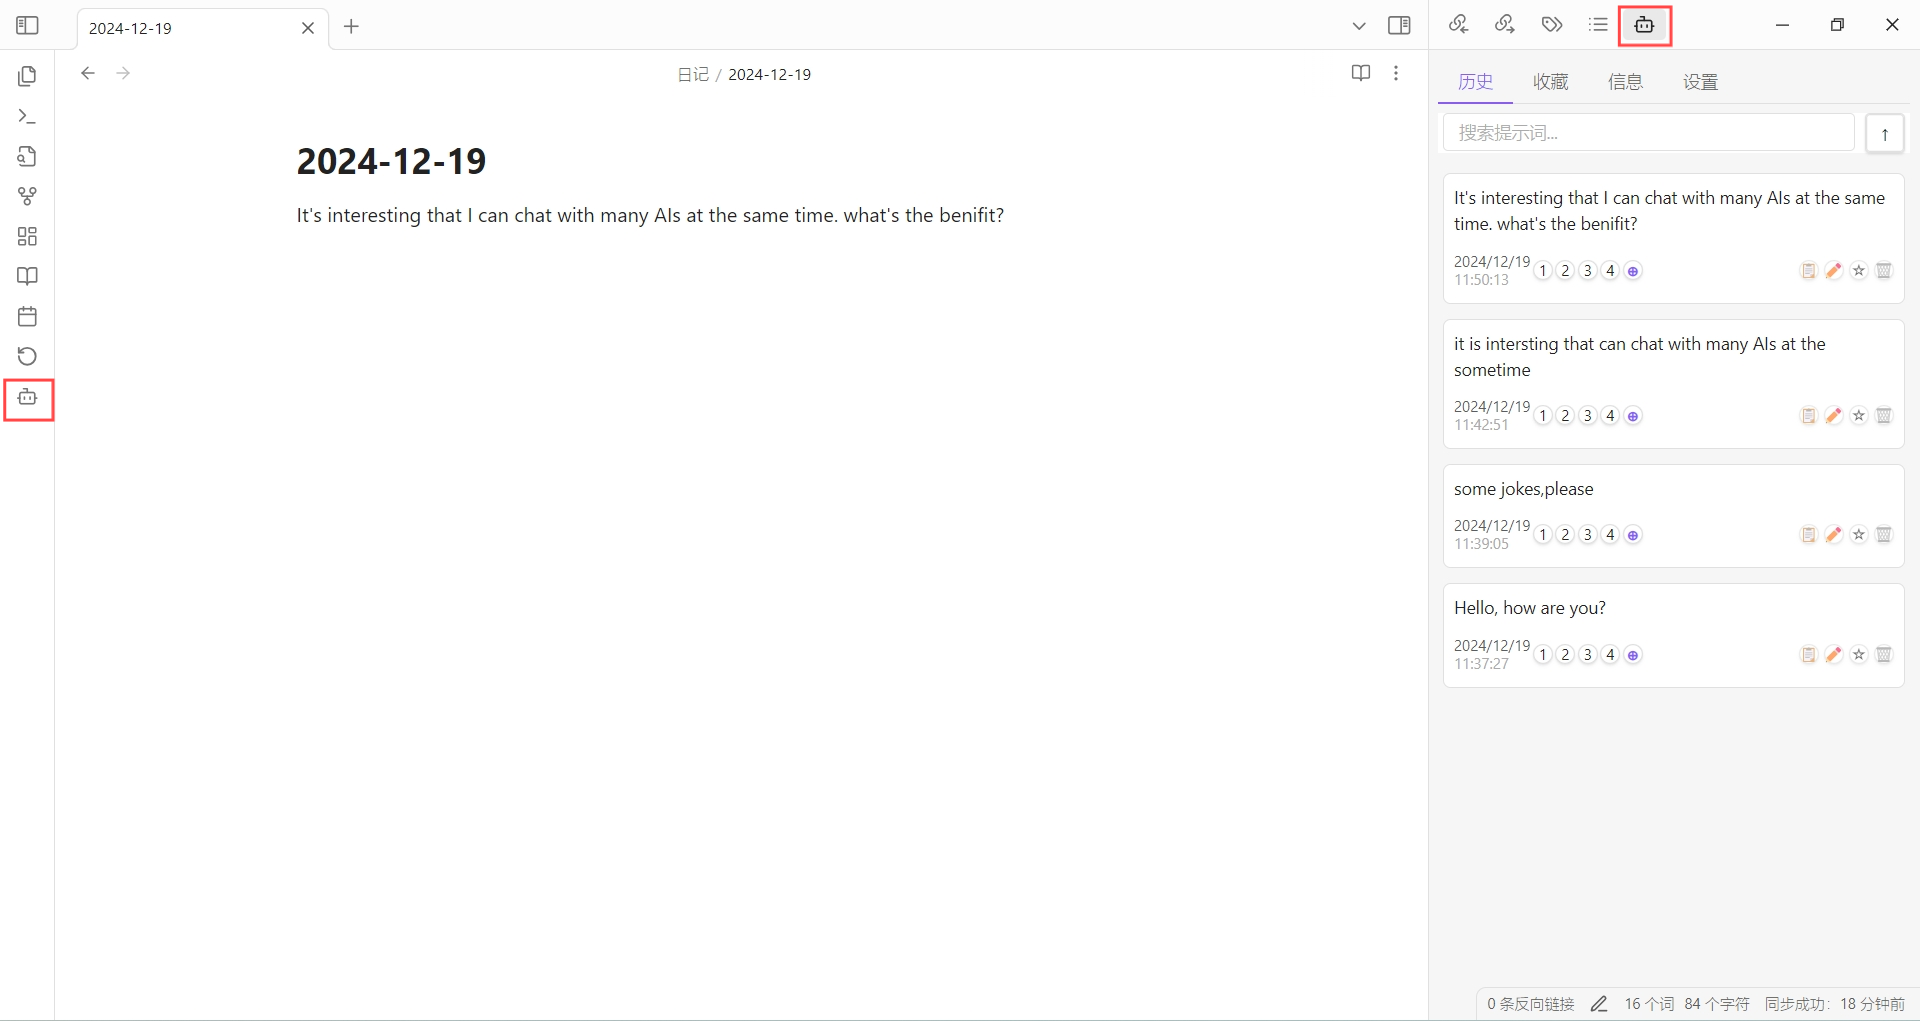 2024-12-19
日记 / 2024-12-19
2024-12-19
It's interesting that I can chat with many AIs at the same time. what's the benifit?
历史 收藏 信息 设置
搜索提示词...
↑
It's interesting that I can chat with many AIs at the same
time. what's the benifit?
2024/12/19
11:50:13
1 2 3 4
it is intersting that can chat with many AIs at the
sometime
2024/12/19
11:42:51
1 2 3 4
some jokes,please
2024/12/19
11:39:05
1 2 3 4
Hello, how are you?
2024/12/19
11:37:27
1 2 3 4
0 条反向链接 16 个词 84 个字符 同步成功：18 分钟前